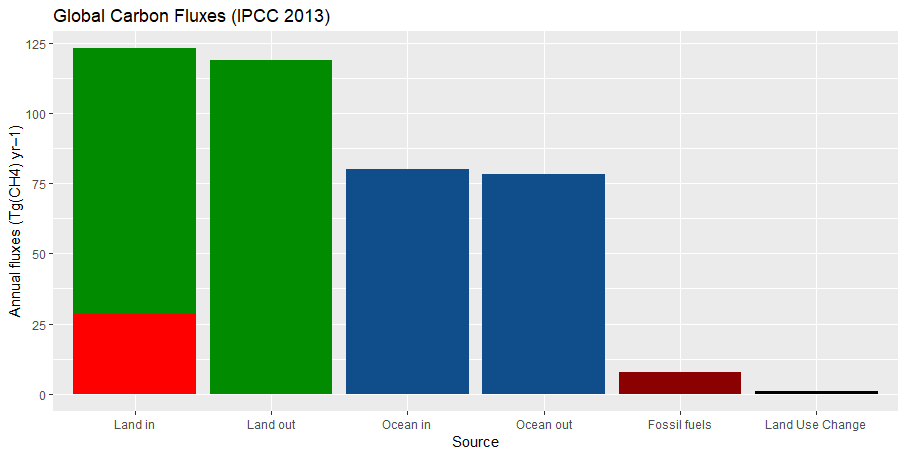 Global Carbon Fluxes (IPCC 2013)
Annual fluxes (Tg(CH4) yr−1)
125
100
75
50
25
0
Land in Land out Ocean in Ocean out Fossil fuels Land Use Change
Source